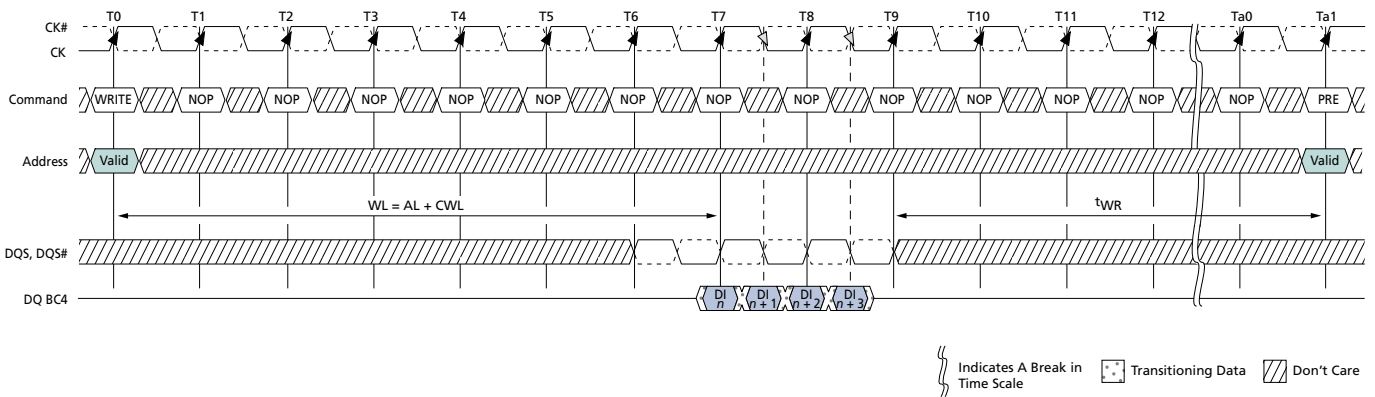 T0 T1 T2 T3 T4 T5 T6 T7 T8 T9 T10 T11 T12 Ta0 Ta1
CK#
CK
Command WRITE NOP NOP NOP NOP NOP NOP NOP NOP NOP NOP NOP NOP NOP PRE
Address Valid Valid
WL = AL + CWL tWR
DQS, DQS#
DQ BC4 DI n DI n + 1 DI n + 2 DI n + 3
Indicates A Break in
Time Scale
Transitioning Data
Don't Care